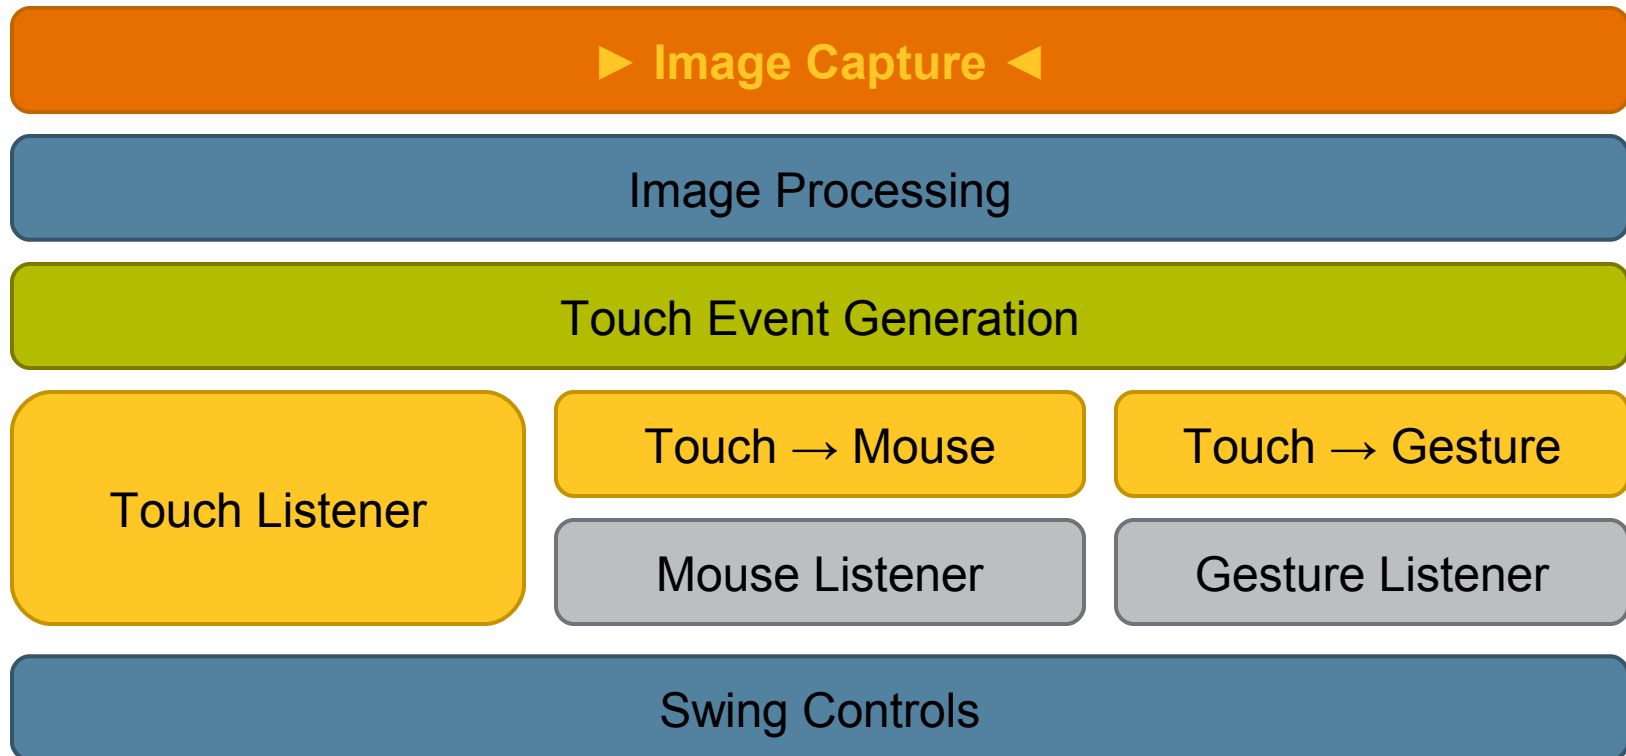 ► Image Capture ◄
Image Processing
Touch Event Generation
Touch Listener
Touch → Mouse
Touch → Gesture
Mouse Listener
Gesture Listener
Swing Controls